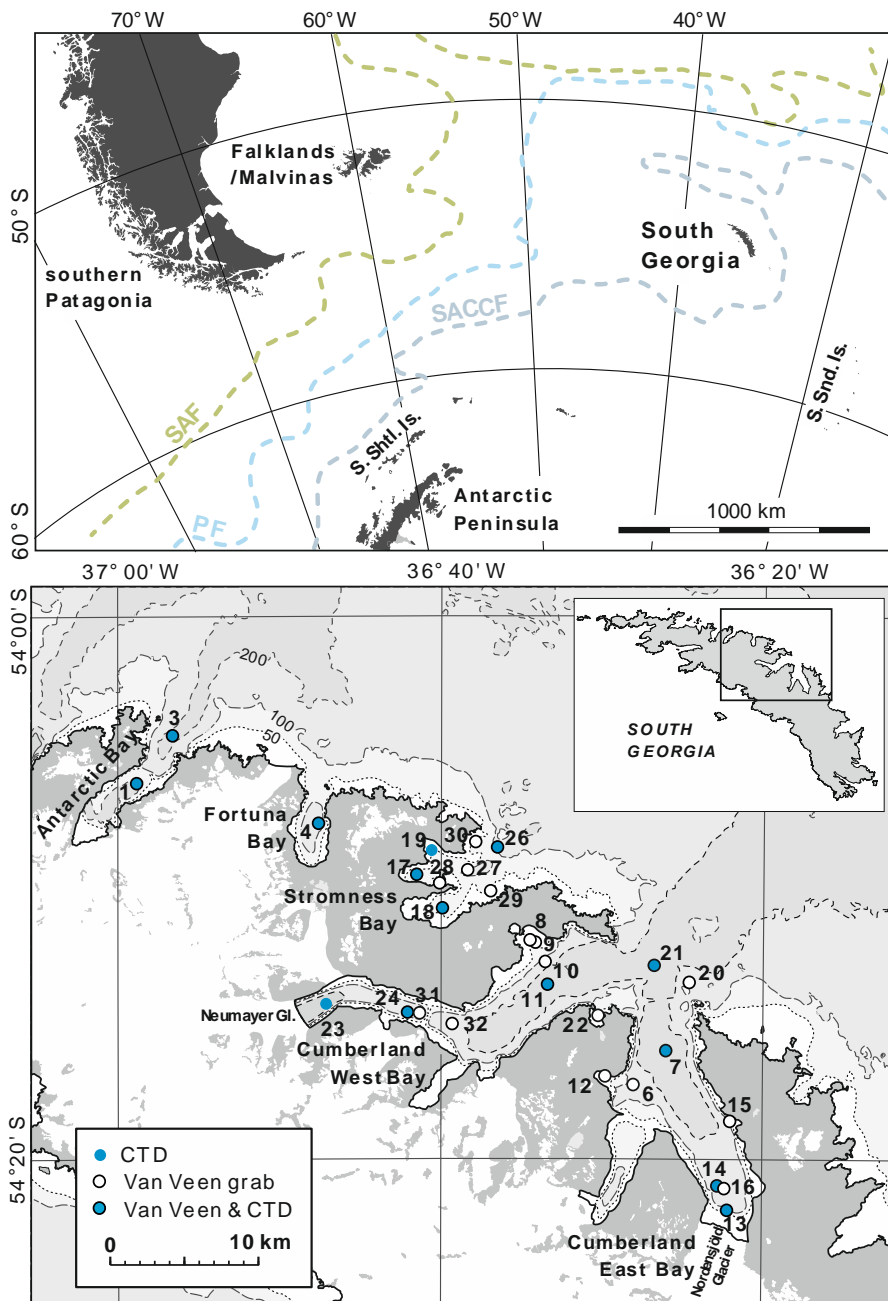 70°W 60°W 50°W 40°W
50°S
Falklands
/Malvinas
South
Georgia
southern
Patagonia
SACCF
SAF
S. Shtl. Is.
S. Snd. Is.
PF
Antarctic
Peninsula
1000 km
60°S
37°00' W 36°40' W 36°20' W
54°00' S
200
100
50
3
Antarctic Bay
1
SOUTH
GEORGIA
Fortuna
Bay
4
19
30
26
17
28
27
Stromness
Bay
18
29
8
9
10
11
21
20
Neumayer Gl.
23
24
31
32
22
Cumberland
West Bay
7
12
6
15
54°20' S
14
16
13
Cumberland
East Bay
Nordensjöld
Glacier
CTD
Van Veen grab
Van Veen & CTD
0 10 km